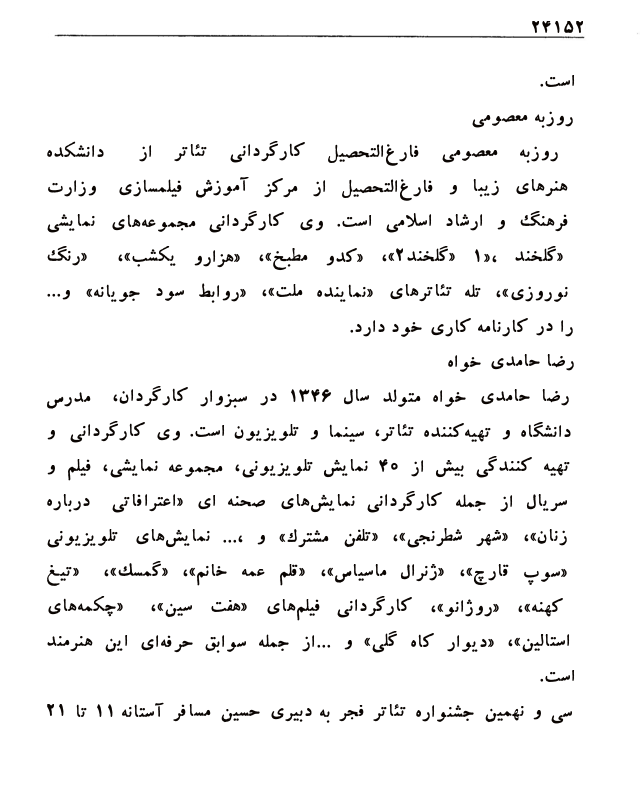 ۲۴۱۵۲
است.
روزبه معصومی
روزبه معصومی فارغ‌التحصیل کارگردانی تئاتر از دانشکده
هنرهای زیبا و فارغ‌التحصیل از مرکز آموزش فیلمسازی وزارت
فرهنگ و ارشاد اسلامی است. وی کارگردانی مجموعه‌های نمایشی
«گلخند ،«۱ «گلخند۲»، «کدو مطبخ»، «هزارو یکشب»، «رنگ
نوروزی»، تله تئاترهای «نماینده ملت»، «روابط سود جویانه» و...
را در کارنامه کاری خود دارد.
رضا حامدی خواه
رضا حامدی خواه متولد سال ۱۳۴۶ در سبزوار کارگردان، مدرس
دانشگاه و تهیه‌کننده تئاتر، سینما و تلویزیون است. وی کارگردانی و
تهیه کنندگی بیش از ۴۰ نمایش تلویزیونی، مجموعه نمایشی، فیلم و
سریال از جمله کارگردانی نمایش‌های صحنه ای «اعترافاتی درباره
زنان»، «شهر شطرنجی»، «تلفن مشترک» و ،... نمایش‌های تلویزیونی
«سوپ قارچ»، «ژنرال ماسیاس»، «قلم عمه خانم»، «گمسک»، «تیغ
کهنه»، «روژانو»، کارگردانی فیلم‌های «هفت سین»، «چکمه‌های
استالین»، «دیوار کاه گلی» و ...از جمله سوابق حرفه‌ای این هنرمند
است.
سی و نهمین جشنواره تئاتر فجر به دبیری حسین مسافر آستانه ۱۱ تا ۲۱